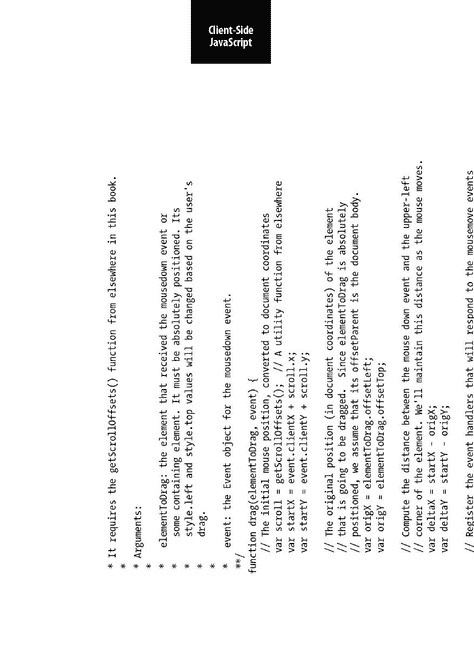 Client-Side
JavaScript
* It requires the getScrollOffsets() function from elsewhere in this book.
*
* Arguments:
*
*   elementToDrag: the element that received the mousedown event or
*     some containing element. It must be absolutely positioned. Its
*     style.left and style.top values will be changed based on the user's
*     drag.
*
*   event: the Event object for the mousedown event.
**/
function drag(elementToDrag, event) {
// The initial mouse position, converted to document coordinates
var scroll = getScrollOffsets();  // A utility function from elsewhere
var startX = event.clientX + scroll.x;
var startY = event.clientY + scroll.y;
// The original position (in document coordinates) of the element
// that is going to be dragged.  Since elementToDrag is absolutely
// positioned, we assume that its offsetParent is the document body.
var origX = elementToDrag.offsetLeft;
var origY = elementToDrag.offsetTop;
// Compute the distance between the mouse down event and the upper-left
// corner of the element. We'll maintain this distance as the mouse moves.
var deltaX = startX - origX;
var deltaY = startY - origY;
// Register the event handlers that will respond to the mousemove events